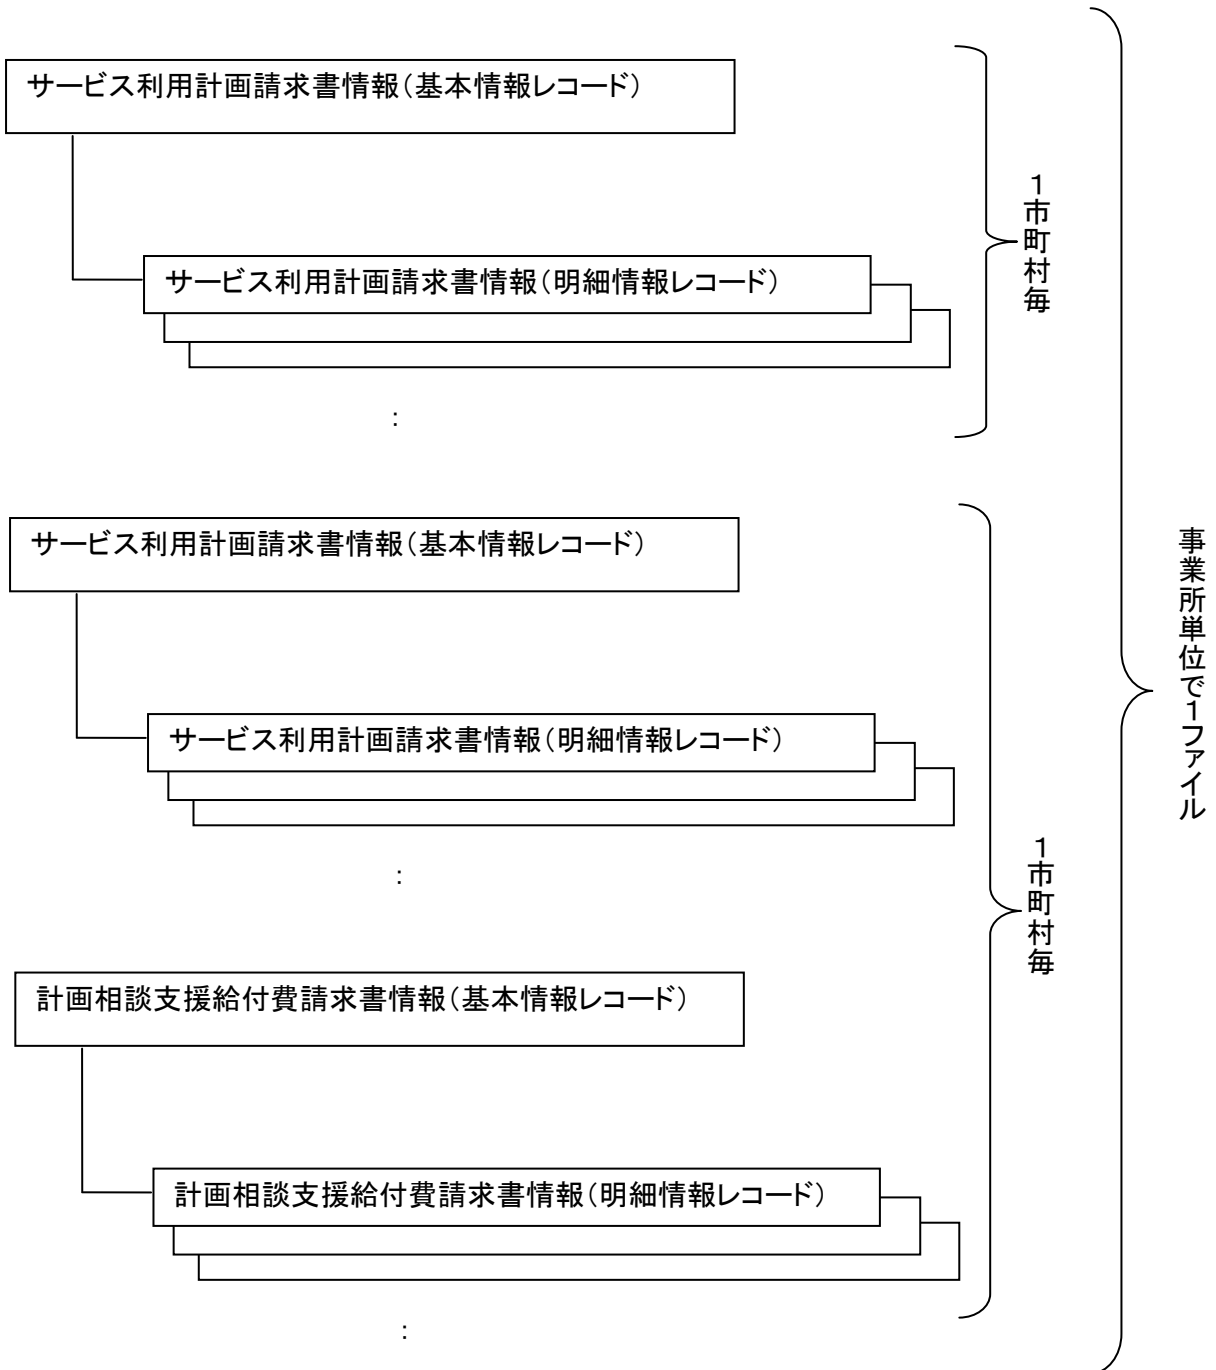 サービス利用計画請求書情報（基本情報レコード）
サービス利用計画請求書情報（明細情報レコード）
：
１市町村毎
サービス利用計画請求書情報（基本情報レコード）
サービス利用計画請求書情報（明細情報レコード）
：
計画相談支援給付費請求書情報（基本情報レコード）
計画相談支援給付費請求書情報（明細情報レコード）
：
１市町村毎
事業所単位で１ファイル